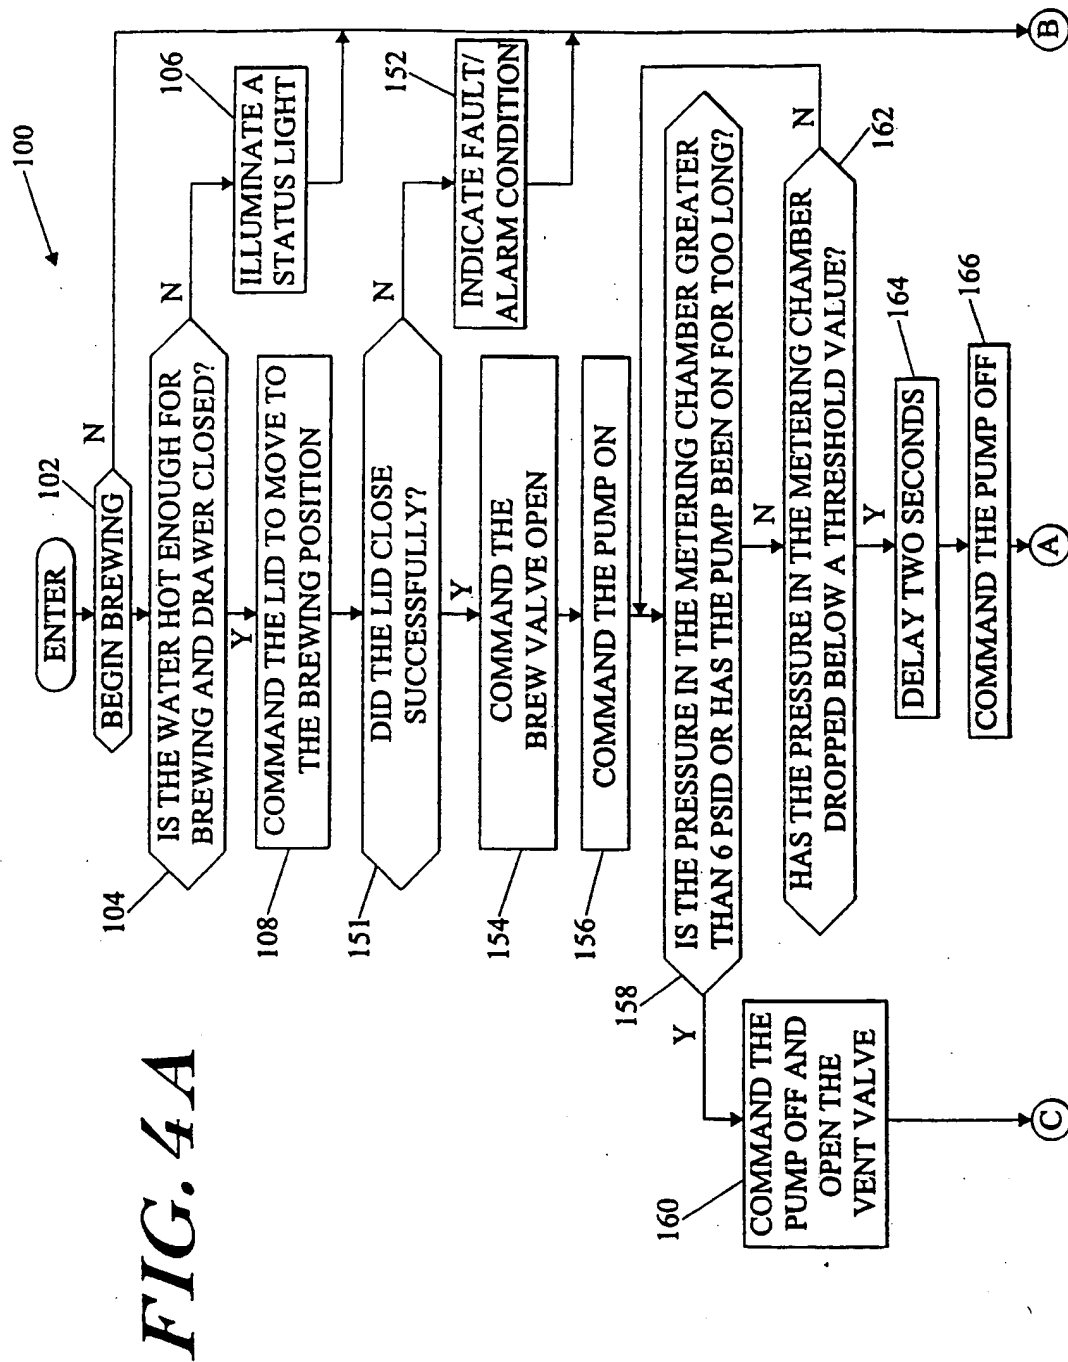 100
ENTER
102
BEGIN BREWING
N
104
IS THE WATER HOT ENOUGH FOR
BREWING AND DRAWER CLOSED?
N
106
ILLUMINATE A
STATUS LIGHT
Y
108
COMMAND THE LID TO MOVE TO
THE BREWING POSITION
151
DID THE LID CLOSE
SUCCESSFULLY?
N
152
INDICATE FAULT/
ALARM CONDITION
Y
154
COMMAND THE
BREW VALVE OPEN
156
COMMAND THE PUMP ON
158
IS THE PRESSURE IN THE METERING CHAMBER GREATER
THAN 6 PSID OR HAS THE PUMP BEEN ON FOR TOO LONG?
Y
160
COMMAND THE
PUMP OFF AND
OPEN THE
VENT VALVE
N
HAS THE PRESSURE IN THE METERING CHAMBER
DROPPED BELOW A THRESHOLD VALUE?
162
N
Y
164
DELAY TWO SECONDS
166
COMMAND THE PUMP OFF
C
A
B
FIG. 4A